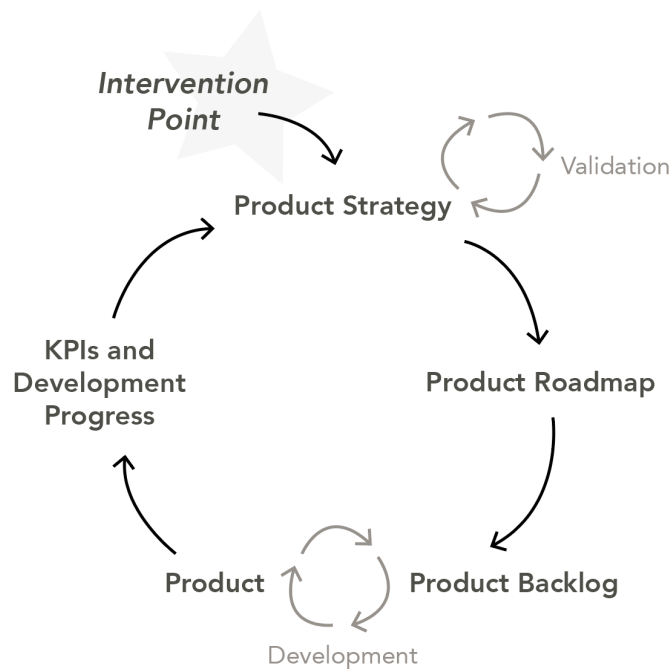 Intervention
Point
Validation
Product Strategy
KPIs and
Development
Progress
Product Roadmap
Product
Product Backlog
Development